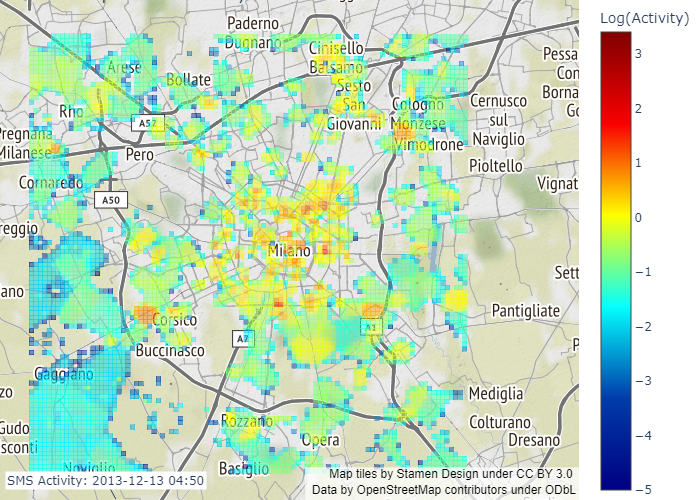 Log(Activity)
3
2
1
0
−1
−2
−3
−4
−5
Paderno
Dugnano
Cinisello
Balsamo
Sesto
San
Giovanni
Arese
Bollate
Rho
A52
Pero
Pregnana
Milanese
Cornaredo
A50
Cologno
Monzese
Vimodrone
Cernusco
sul
Naviglio
Pioltello
Pessa
Con
Borna
Go
Vignat
reggio
ano
Milano
Corsico
Buccinasco
A7
A1
Sett
Pantigliate
P
Gaggiano
zo
Gudo
sconti
Noviglio
Rozzano
Opera
Basiglio
Mediglia
Colturano
Dresano
SMS Activity: 2013-12-13 04:50
Map tiles by Stamen Design under CC BY 3.0
Data by OpenStreetMap contributors under ODbL